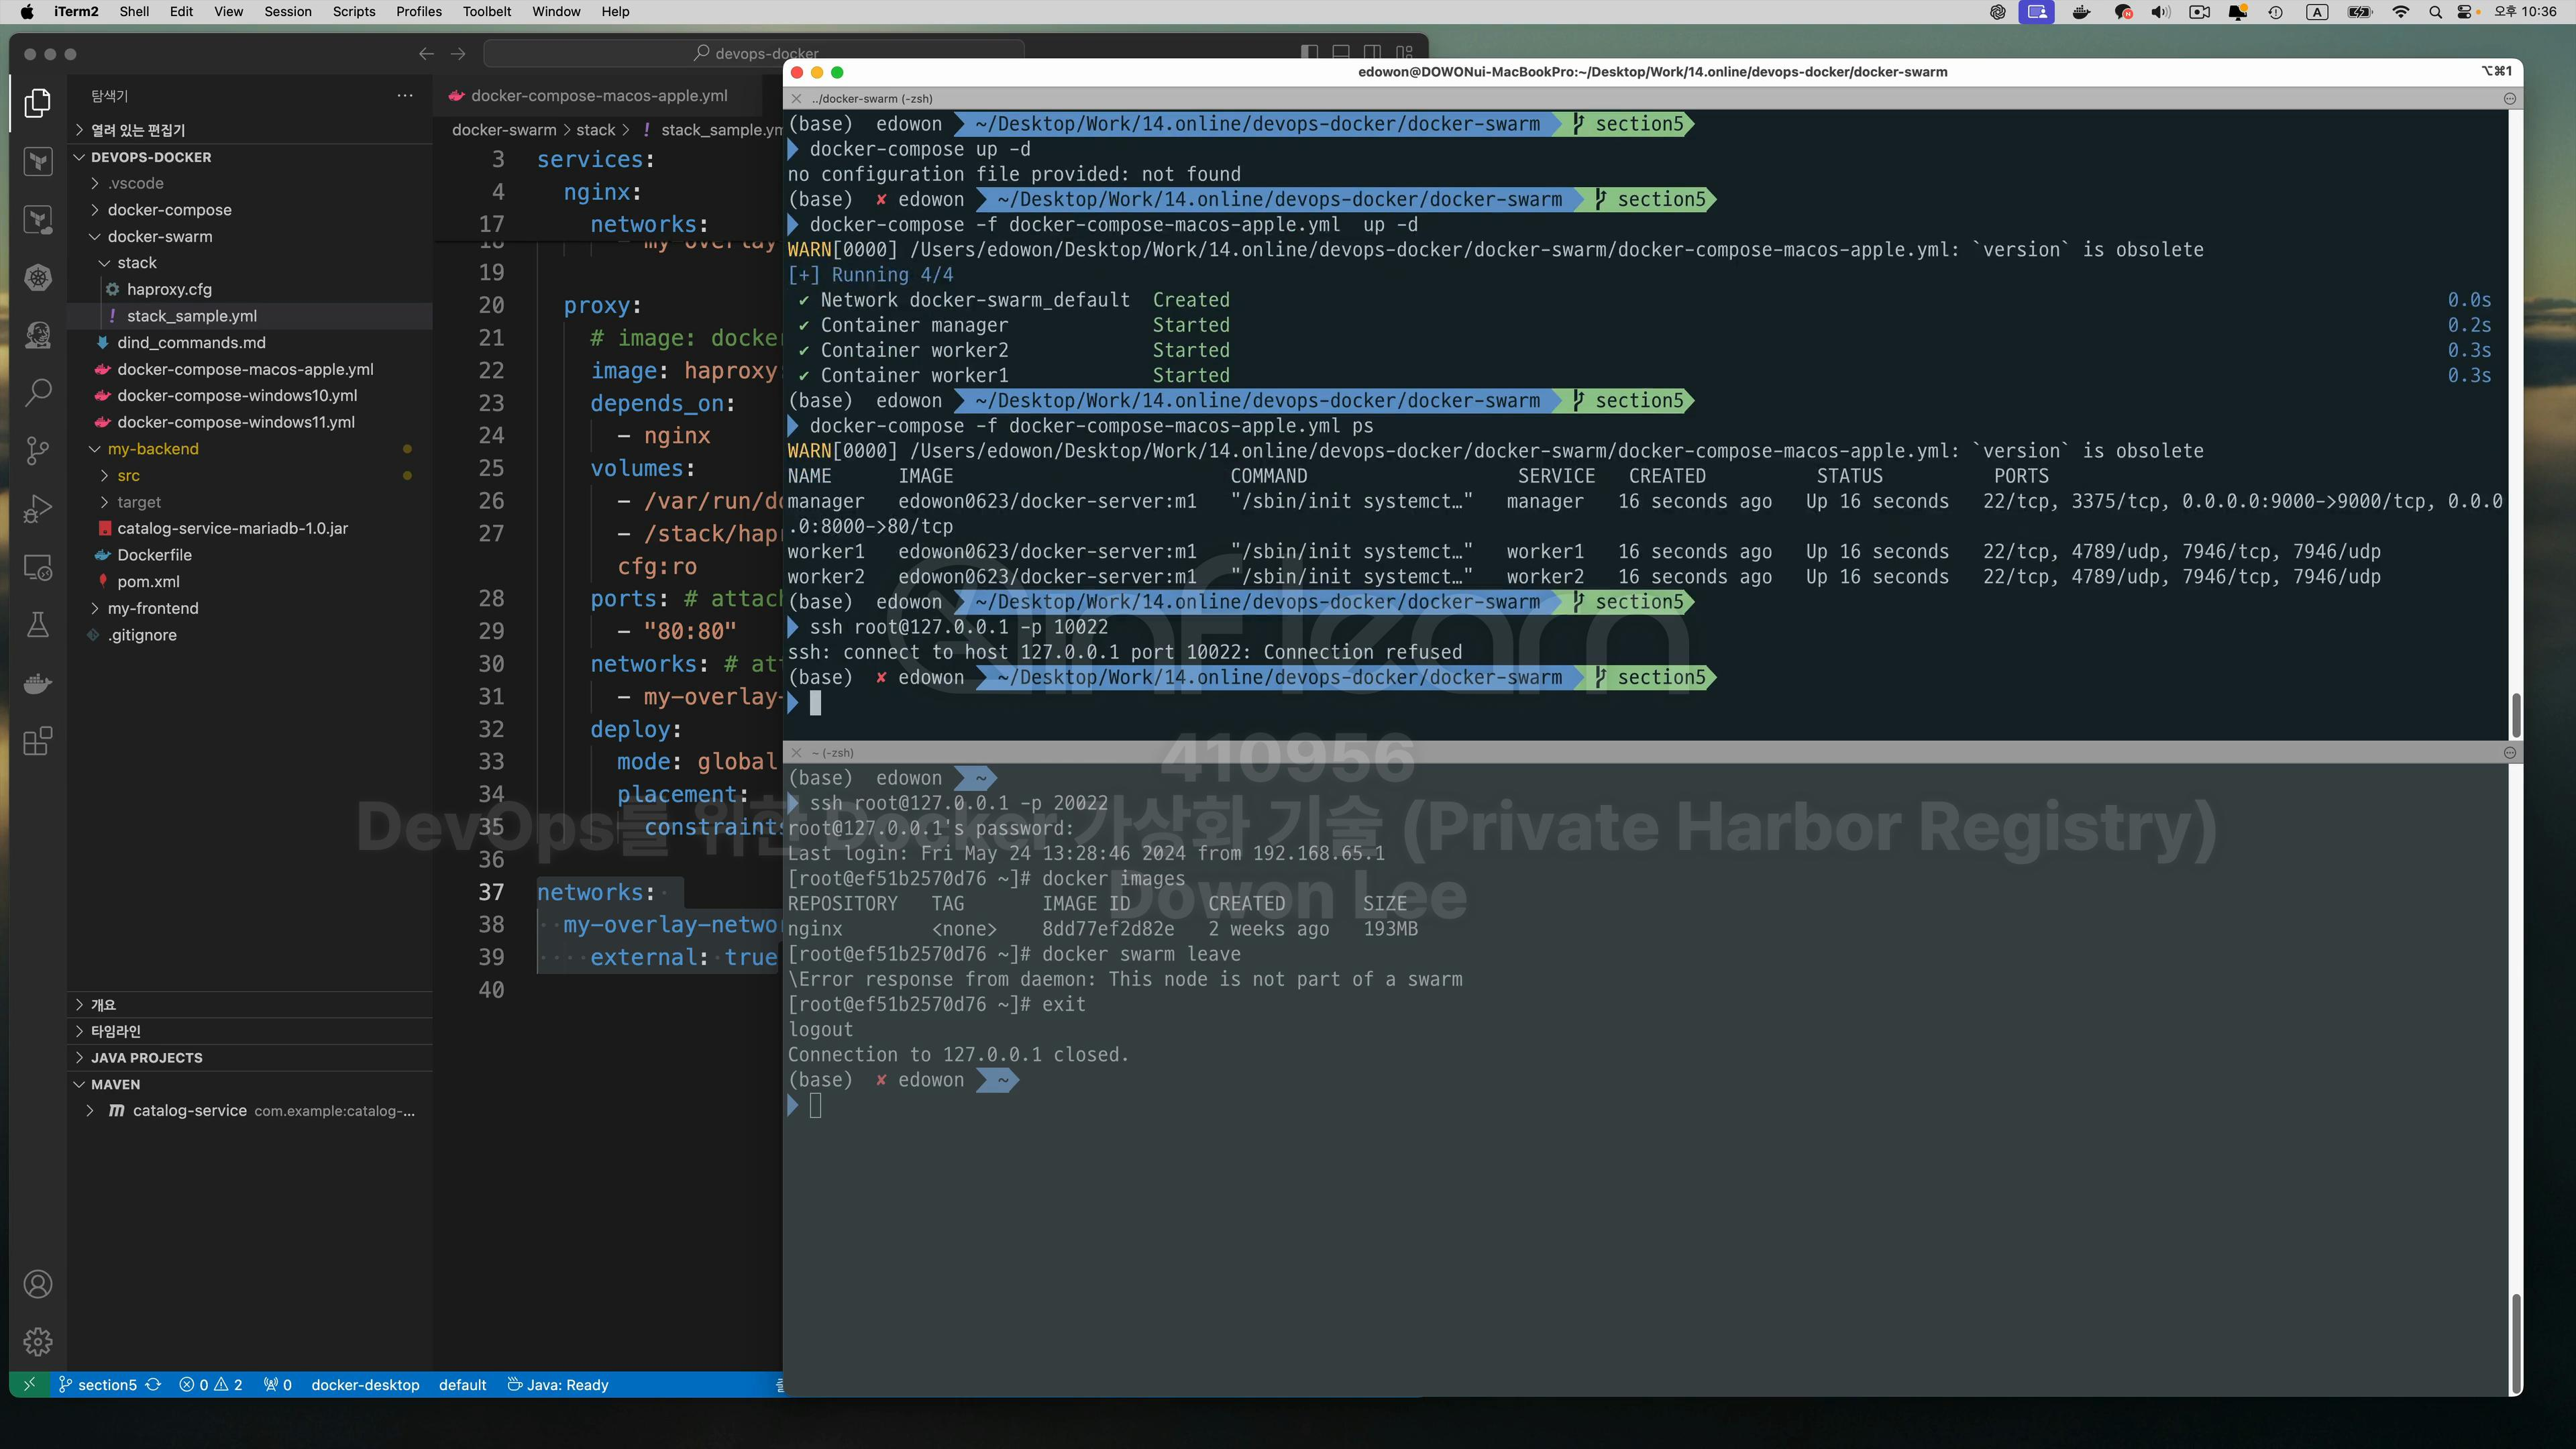 iTerm2 Shell Edit View Session Scripts Profiles Toolbelt Window Help
A 오후 10:36
devops-docker
탐색기
열려 있는 편집기
DEVOPS-DOCKER
.vscode
docker-compose
docker-swarm
stack
haproxy.cfg
! stack_sample.yml
dind_commands.md
docker-compose-macos-apple.yml
docker-compose-windows10.yml
docker-compose-windows11.yml
my-backend
src
target
catalog-service-mariadb-1.0.jar
Dockerfile
pom.xml
my-frontend
.gitignore
개요
타임라인
JAVA PROJECTS
MAVEN
catalog-service com.example:catalog-...
section5 0 2 0 docker-desktop default Java: Ready
docker-compose-macos-apple.yml
docker-swarm > stack > ! stack_sample.ym
3 services:
4 nginx:
17 networks:
18 - my-overlay
19
20 proxy:
21 # image: docke
22 image: haproxy
23 depends_on:
24 - nginx
25 volumes:
26 - /var/run/do
27 - /stack/hap
cfg:ro
28 ports: # attac
29 - "80:80"
30 networks: # at
31 - my-overlay-
32 deploy:
33 mode: global
34 placement:
35 constraints
36
37 networks:
38 my-overlay-netwo
39 external: true
40
edowon@DOWONui-MacBookPro:~/Desktop/Work/14.online/devops-docker/docker-swarm ⌥⌘1
../docker-swarm (-zsh)
(base) edowon ~/Desktop/Work/14.online/devops-docker/docker-swarm section5
docker-compose up -d
no configuration file provided: not found
(base) ✘ edowon ~/Desktop/Work/14.online/devops-docker/docker-swarm section5
docker-compose -f docker-compose-macos-apple.yml  up -d
WARN[0000] /Users/edowon/Desktop/Work/14.online/devops-docker/docker-swarm/docker-compose-macos-apple.yml: `version` is obsolete
[+] Running 4/4
✔ Network docker-swarm_default Created 0.0s
✔ Container manager Started 0.2s
✔ Container worker2 Started 0.3s
✔ Container worker1 Started 0.3s
(base) edowon ~/Desktop/Work/14.online/devops-docker/docker-swarm section5
docker-compose -f docker-compose-macos-apple.yml ps
WARN[0000] /Users/edowon/Desktop/Work/14.online/devops-docker/docker-swarm/docker-compose-macos-apple.yml: `version` is obsolete
NAME IMAGE COMMAND SERVICE CREATED STATUS PORTS
manager edowon0623/docker-server:m1 "/sbin/init systemct…" manager 16 seconds ago Up 16 seconds 22/tcp, 3375/tcp, 0.0.0.0:9000->9000/tcp, 0.0.0
.0:8000->80/tcp
worker1 edowon0623/docker-server:m1 "/sbin/init systemct…" worker1 16 seconds ago Up 16 seconds 22/tcp, 4789/udp, 7946/tcp, 7946/udp
worker2 edowon0623/docker-server:m1 "/sbin/init systemct…" worker2 16 seconds ago Up 16 seconds 22/tcp, 4789/udp, 7946/tcp, 7946/udp
(base) edowon ~/Desktop/Work/14.online/devops-docker/docker-swarm section5
ssh root@127.0.0.1 -p 10022
ssh: connect to host 127.0.0.1 port 10022: Connection refused
(base) ✘ edowon ~/Desktop/Work/14.online/devops-docker/docker-swarm section5
~ (-zsh)
(base) edowon ~
ssh root@127.0.0.1 -p 20022
root@127.0.0.1's password:
Last login: Fri May 24 13:28:46 2024 from 192.168.65.1
[root@ef51b2570d76 ~]# docker images
REPOSITORY TAG IMAGE ID CREATED SIZE
nginx <none> 8dd77ef2d82e 2 weeks ago 193MB
[root@ef51b2570d76 ~]# docker swarm leave
\Error response from daemon: This node is not part of a swarm
[root@ef51b2570d76 ~]# exit
logout
Connection to 127.0.0.1 closed.
(base) ✘ edowon ~
inflearn
410956
DevOps를 위한 Docker 가상화 기술 (Private Harbor Registry)
Dowon Lee